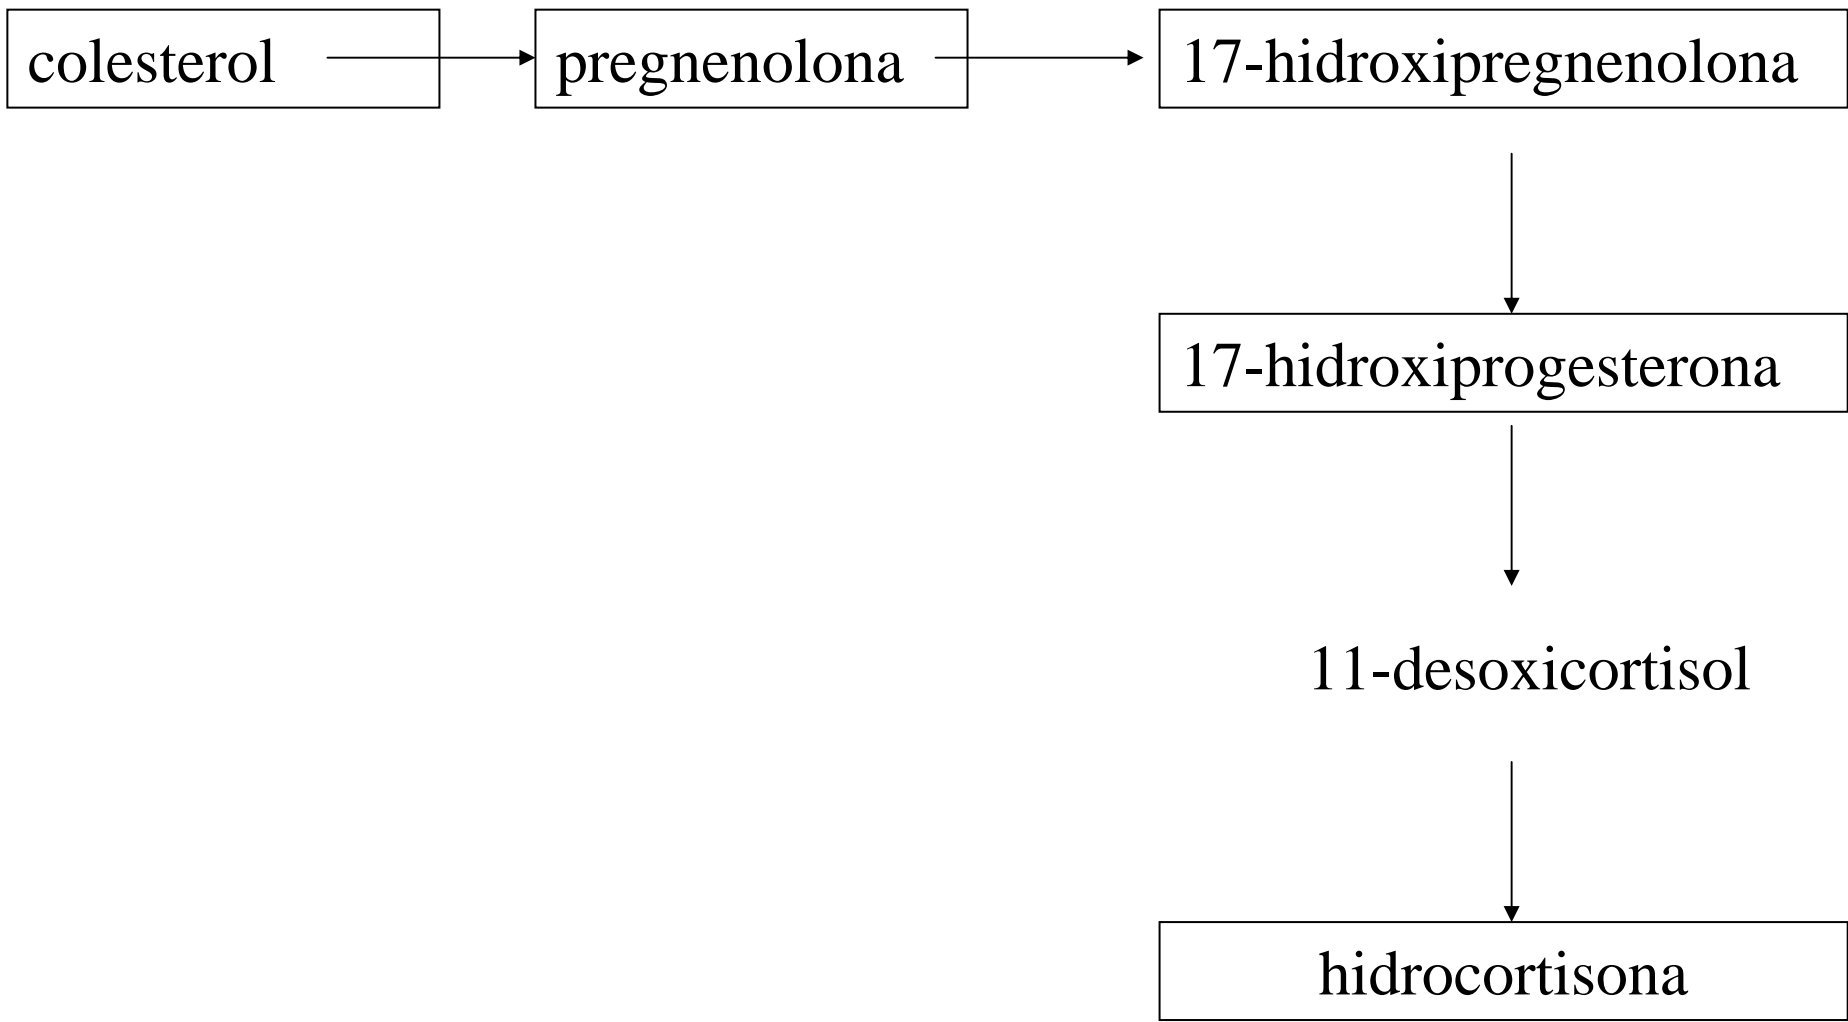 colesterol
pregnenolona
17-hidroxipregnenolona
17-hidroxiprogesterona
11-desoxicortisol
hidrocortisona